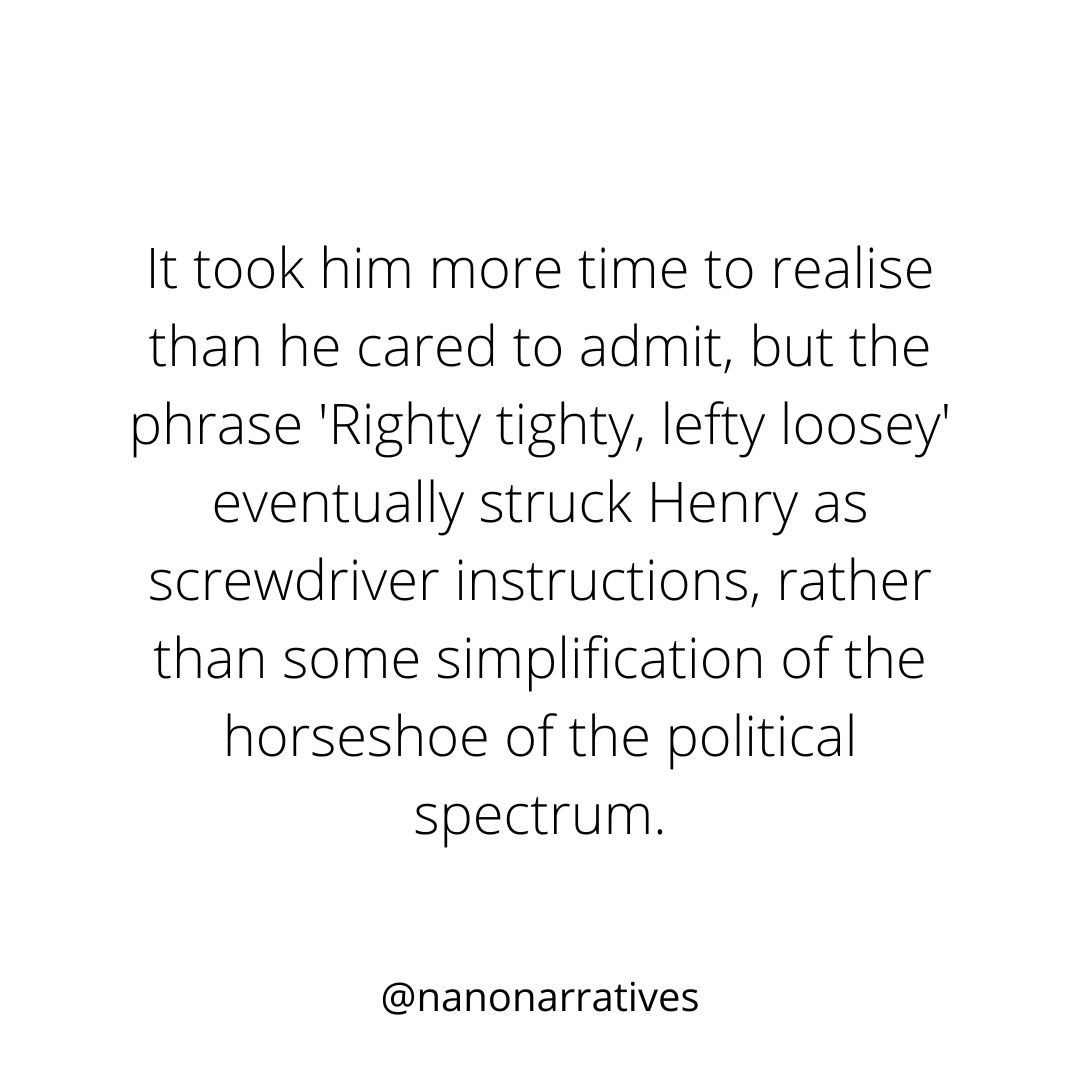 It took him more time to realise
than he cared to admit, but the
phrase 'Righty tighty, lefty loosey'
eventually struck Henry as
screwdriver instructions, rather
than some simplification of the
horseshoe of the political
spectrum.
@nanonarratives